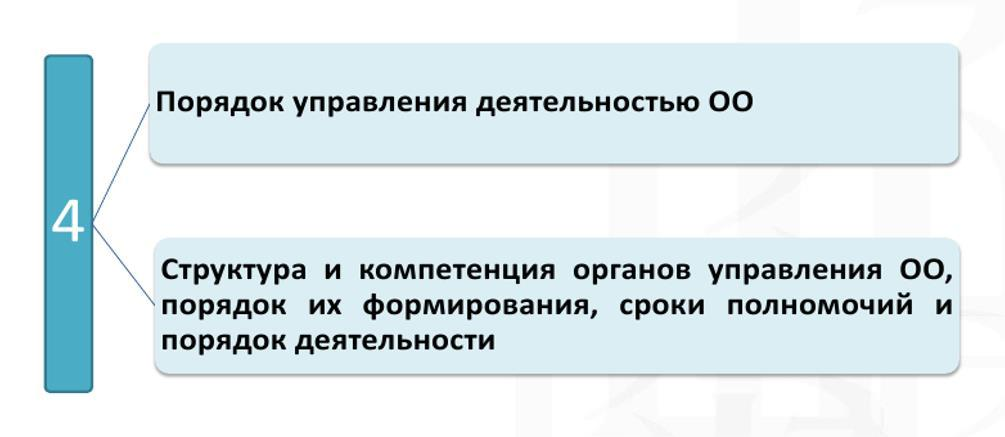 Порядок управления деятельностью ОО
4
Структура и компетенция органов управления ОО,
порядок их формирования, сроки полномочий и
порядок деятельности